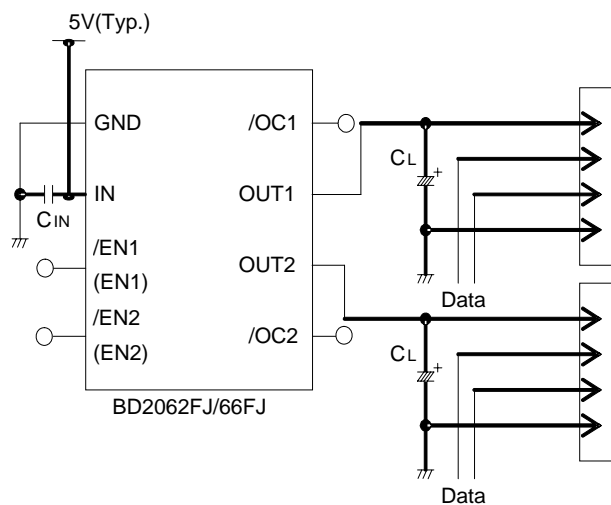 5V(Typ.)
GND
/OC1
IN
OUT1
CIN
CL
/EN1
(EN1)
OUT2
Data
/EN2
(EN2)
/OC2
CL
BD2062FJ/66FJ
Data
+
+